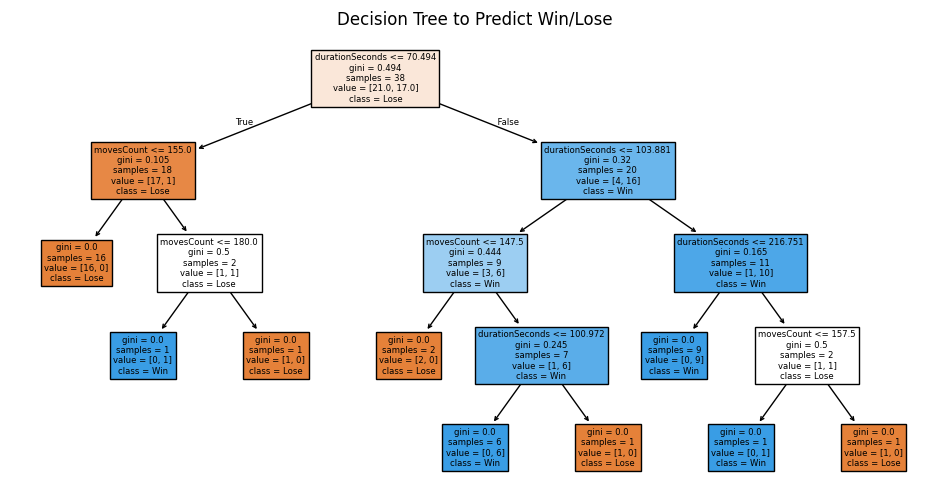 Decision Tree to Predict Win/Lose
durationSeconds <= 70.494
gini = 0.494
samples = 38
value = [21.0, 17.0]
class = Lose
True
False
movesCount <= 155.0
gini = 0.105
samples = 18
value = [17, 1]
class = Lose
durationSeconds <= 103.881
gini = 0.32
samples = 20
value = [4, 16]
class = Win
gini = 0.0
samples = 16
value = [16, 0]
class = Lose
movesCount <= 180.0
gini = 0.5
samples = 2
value = [1, 1]
class = Lose
movesCount <= 147.5
gini = 0.444
samples = 9
value = [3, 6]
class = Win
durationSeconds <= 216.751
gini = 0.165
samples = 11
value = [1, 10]
class = Win
gini = 0.0
samples = 1
value = [0, 1]
class = Win
gini = 0.0
samples = 1
value = [1, 0]
class = Lose
gini = 0.0
samples = 2
value = [2, 0]
class = Lose
durationSeconds <= 100.972
gini = 0.245
samples = 7
value = [1, 6]
class = Win
gini = 0.0
samples = 9
value = [0, 9]
class = Win
movesCount <= 157.5
gini = 0.5
samples = 2
value = [1, 1]
class = Lose
gini = 0.0
samples = 6
value = [0, 6]
class = Win
gini = 0.0
samples = 1
value = [1, 0]
class = Lose
gini = 0.0
samples = 1
value = [0, 1]
class = Win
gini = 0.0
samples = 1
value = [1, 0]
class = Lose